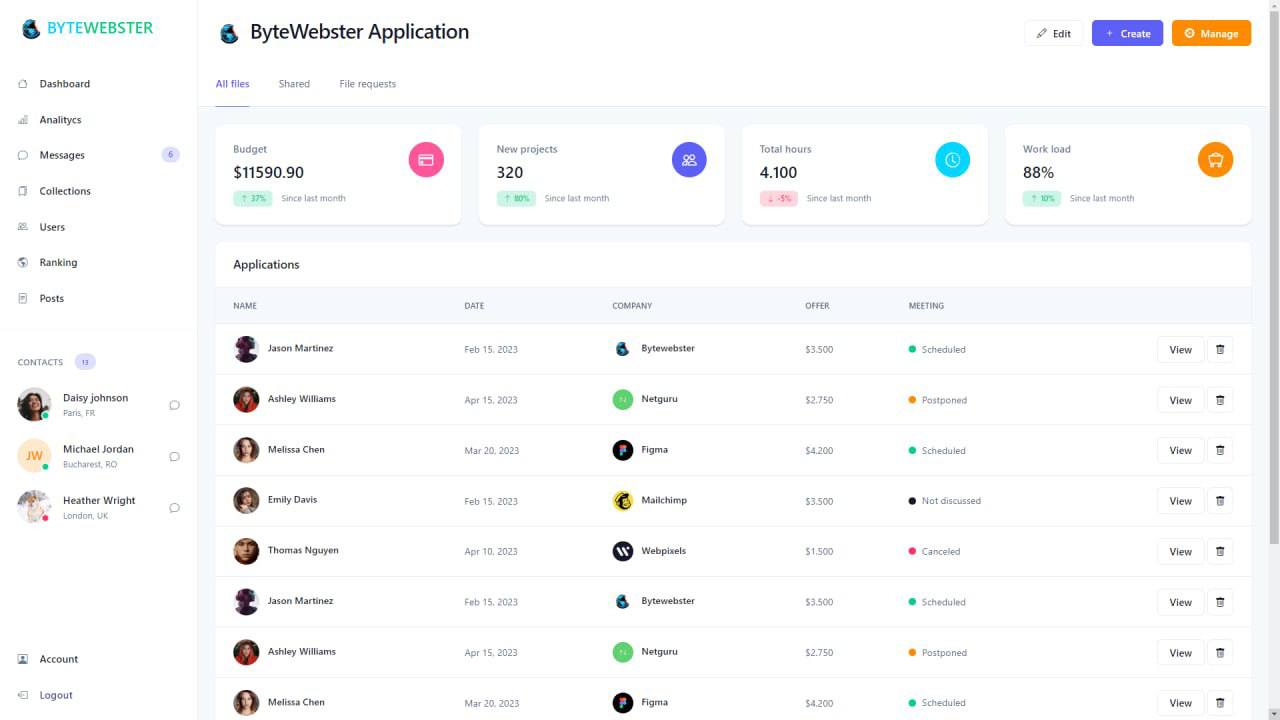 BYTEWEBSTER
Dashboard
Analitycs
Messages 6
Collections
Users
Ranking
Posts
CONTACTS 13
Daisy johnson
Paris, FR
JW
Michael Jordan
Bucharest, RO
Heather Wright
London, UK
Account
Logout
ByteWebster Application
Edit + Create Manage
All files Shared File requests
Budget
$11590.90
↑ 37% Since last month
New projects
320
↑ 80% Since last month
Total hours
4.100
↓ -5% Since last month
Work load
88%
↑ 10% Since last month
Applications
NAME DATE COMPANY OFFER MEETING
Jason Martinez Feb 15, 2023 Bytewebster $3.500 Scheduled View
Ashley Williams Apr 15, 2023 Netguru $2.750 Postponed View
Melissa Chen Mar 20, 2023 Figma $4.200 Scheduled View
Emily Davis Feb 15, 2023 Mailchimp $3.500 Not discussed View
Thomas Nguyen Apr 10, 2023 Webpixels $1.500 Canceled View
Jason Martinez Feb 15, 2023 Bytewebster $3.500 Scheduled View
Ashley Williams Apr 15, 2023 Netguru $2.750 Postponed View
Melissa Chen Mar 20, 2023 Figma $4.200 Scheduled View